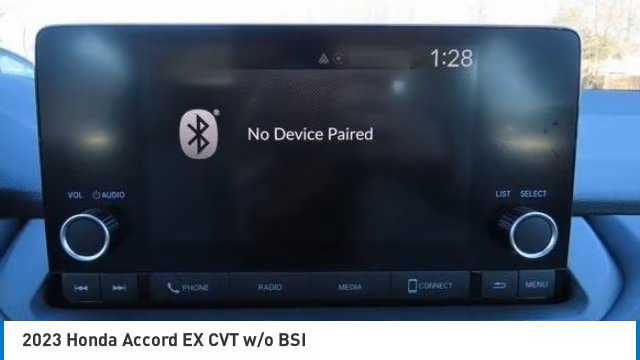 1:28
®
No Device Paired
VOL AUDIO
LIST SELECT
PHONE RADIO MEDIA CONNECT MENU
2023 Honda Accord EX CVT w/o BSI